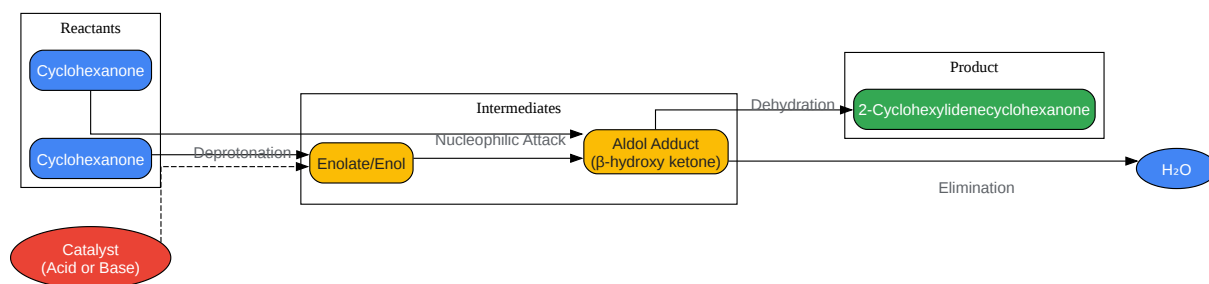 Reactants
Cyclohexanone
Cyclohexanone
Deprotonation
Catalyst
(Acid or Base)
Intermediates
Enolate/Enol
Nucleophilic Attack
Aldol Adduct
(β-hydroxy ketone)
Dehydration
Product
2-Cyclohexylidenecyclohexanone
Elimination
H₂O